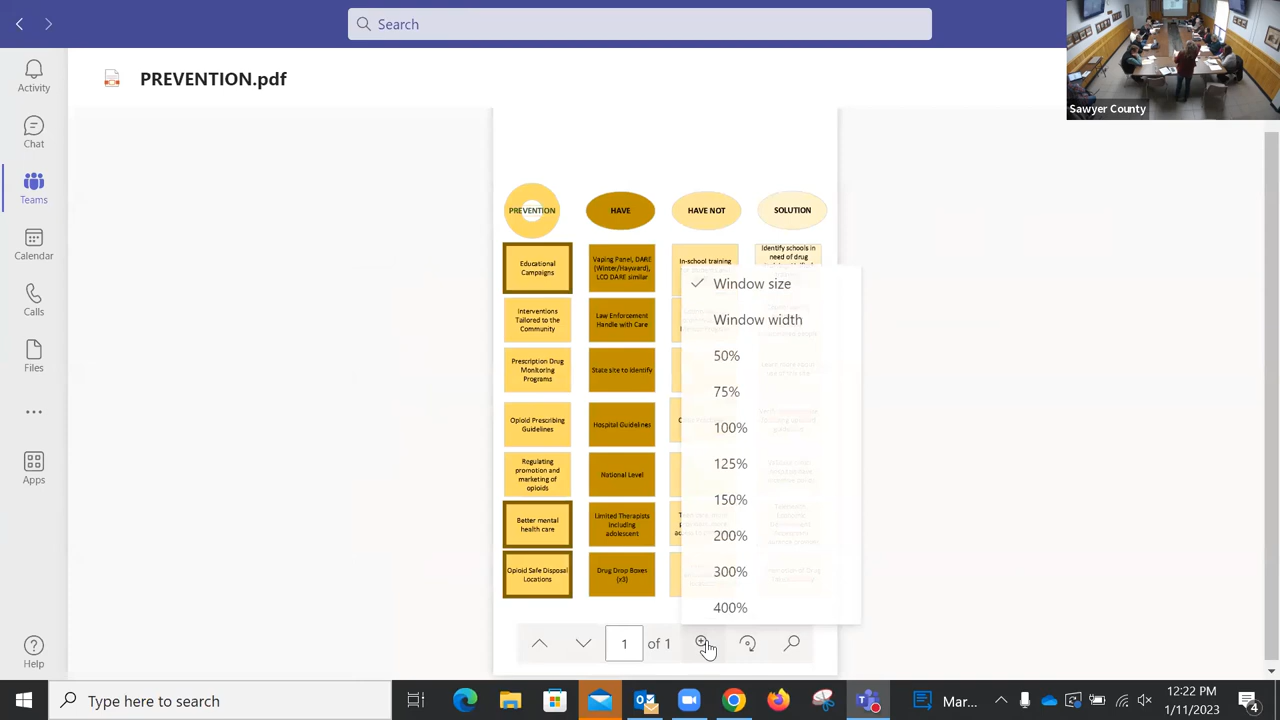 Search
PREVENTION.pdf
Sawyer County
Activity
Chat
Teams
Calendar
Calls
Files
Apps
Help
PREVENTION
HAVE
HAVE NOT
SOLUTION
Educational
Campaigns
Vaping Panel, DARE
(Winter/Hayward),
LCO DARE similar
In-school training
Identify schools in
need of drug
Interventions
Tailored to the
Community
Law Enforcement
Handle with Care
Prescription Drug
Monitoring
Programs
State site to identify
Opioid Prescribing
Guidelines
Hospital Guidelines
Regulating
promotion and
marketing of
opioids
National Level
Better mental
health care
Limited Therapists
including
adolescent
Opioid Safe Disposal
Locations
Drug Drop Boxes
(x3)
Window size
Window width
50%
75%
100%
125%
150%
200%
300%
400%
1 of 1
Type here to search
Mar...
12:22 PM
1/11/2023
4